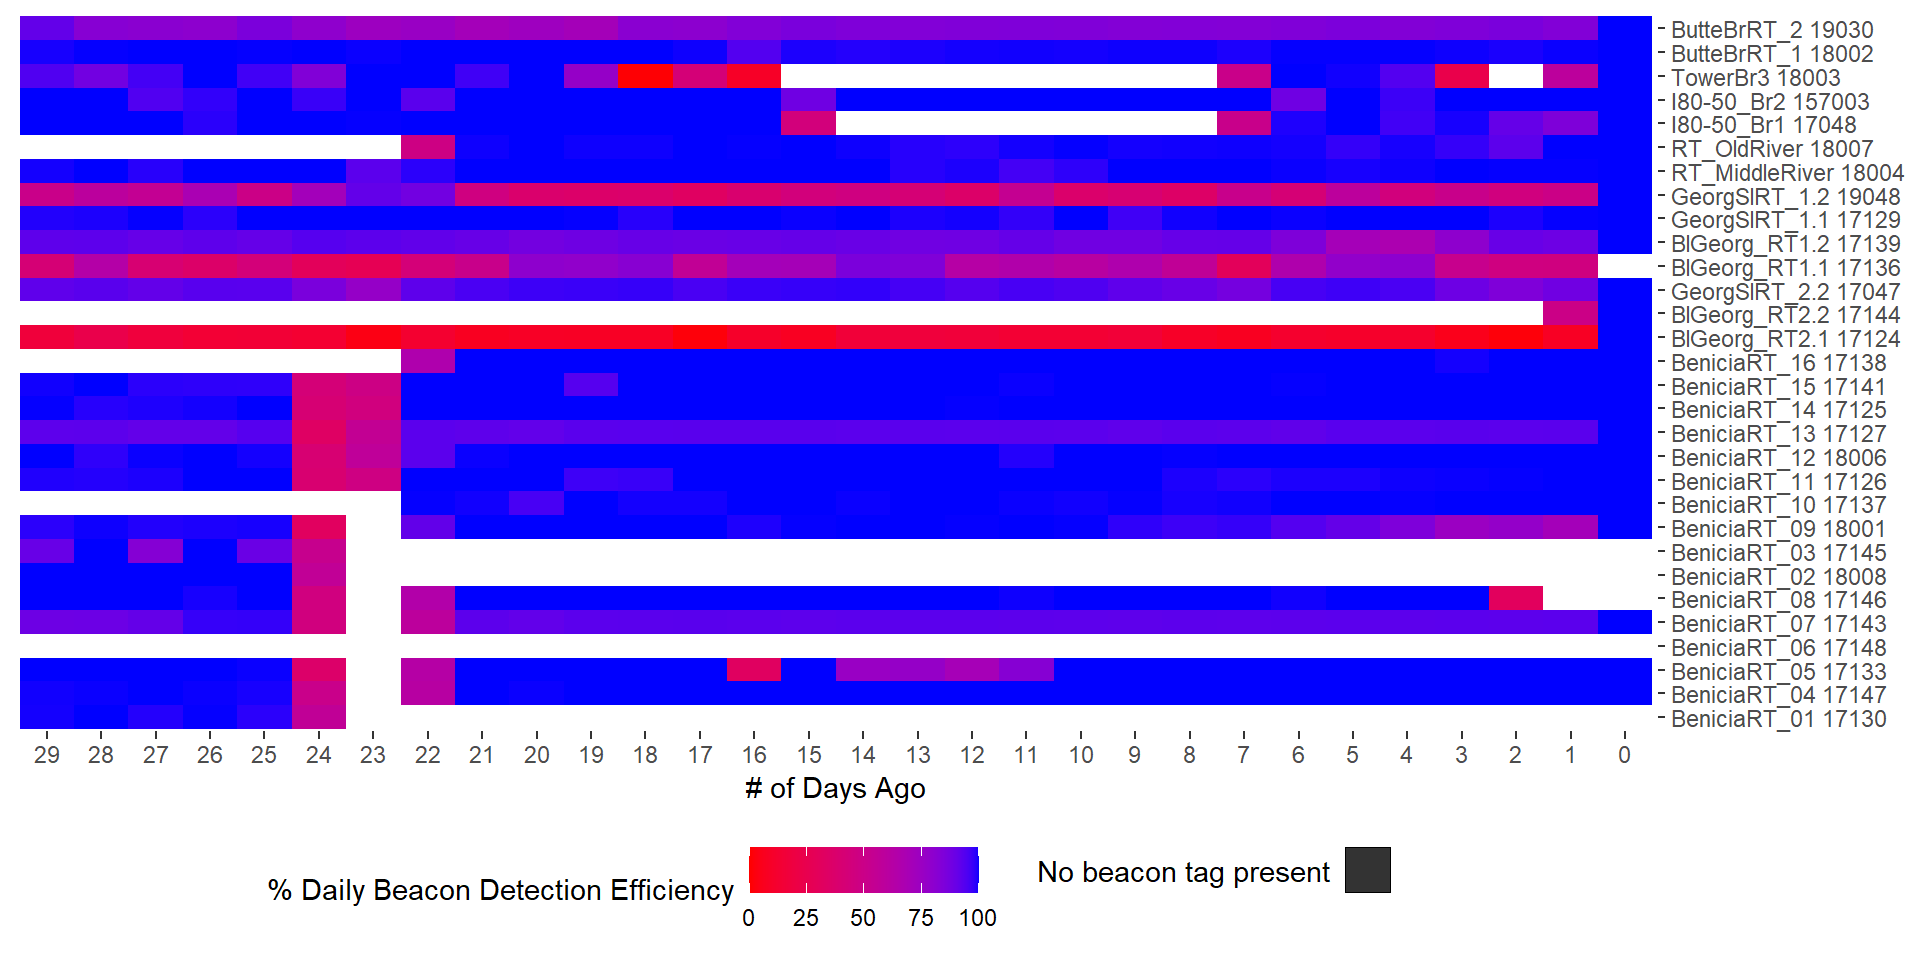 ButteBrRT_2 19030
ButteBrRT_1 18002
TowerBr3 18003
I80-50_Br2 157003
I80-50_Br1 17048
RT_OldRiver 18007
RT_MiddleRiver 18004
GeorgSlRT_1.2 19048
GeorgSlRT_1.1 17129
BlGeorg_RT1.2 17139
BlGeorg_RT1.1 17136
GeorgSlRT_2.2 17047
BlGeorg_RT2.2 17144
BlGeorg_RT2.1 17124
BeniciaRT_16 17138
BeniciaRT_15 17141
BeniciaRT_14 17125
BeniciaRT_13 17127
BeniciaRT_12 18006
BeniciaRT_11 17126
BeniciaRT_10 17137
BeniciaRT_09 18001
BeniciaRT_03 17145
BeniciaRT_02 18008
BeniciaRT_08 17146
BeniciaRT_07 17143
BeniciaRT_06 17148
BeniciaRT_05 17133
BeniciaRT_04 17147
BeniciaRT_01 17130
29 28 27 26 25 24 23 22 21 20 19 18 17 16 15 14 13 12 11 10 9 8 7 6 5 4 3 2 1 0
# of Days Ago
% Daily Beacon Detection Efficiency
0 25 50 75 100
No beacon tag present